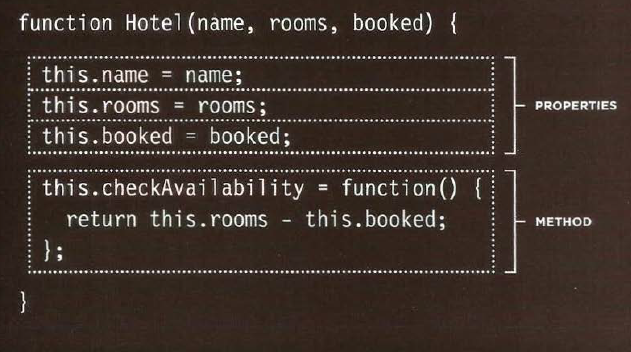 function Hotel(name, rooms, booked) {
this.name = name;
this.rooms = rooms;
this.booked = booked;
PROPERTIES
this.checkAvailability = function() {
return this.rooms - this.booked;
};
METHOD
}